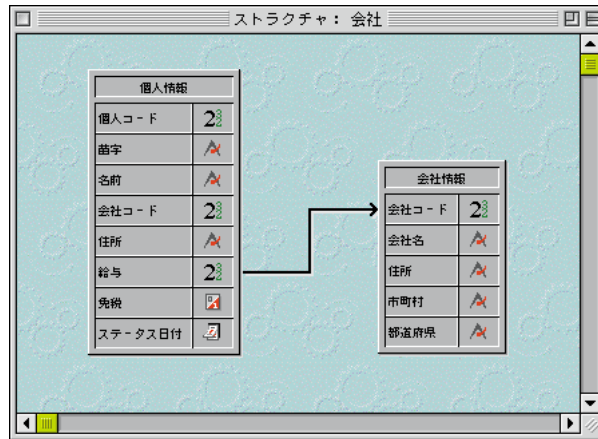 ストラクチャ： 会社
個人情報
個人コード
苗字
名前
会社コード
住所
給与
免税
ステータス日付
会社情報
会社コード
会社名
住所
市町村
都道府県